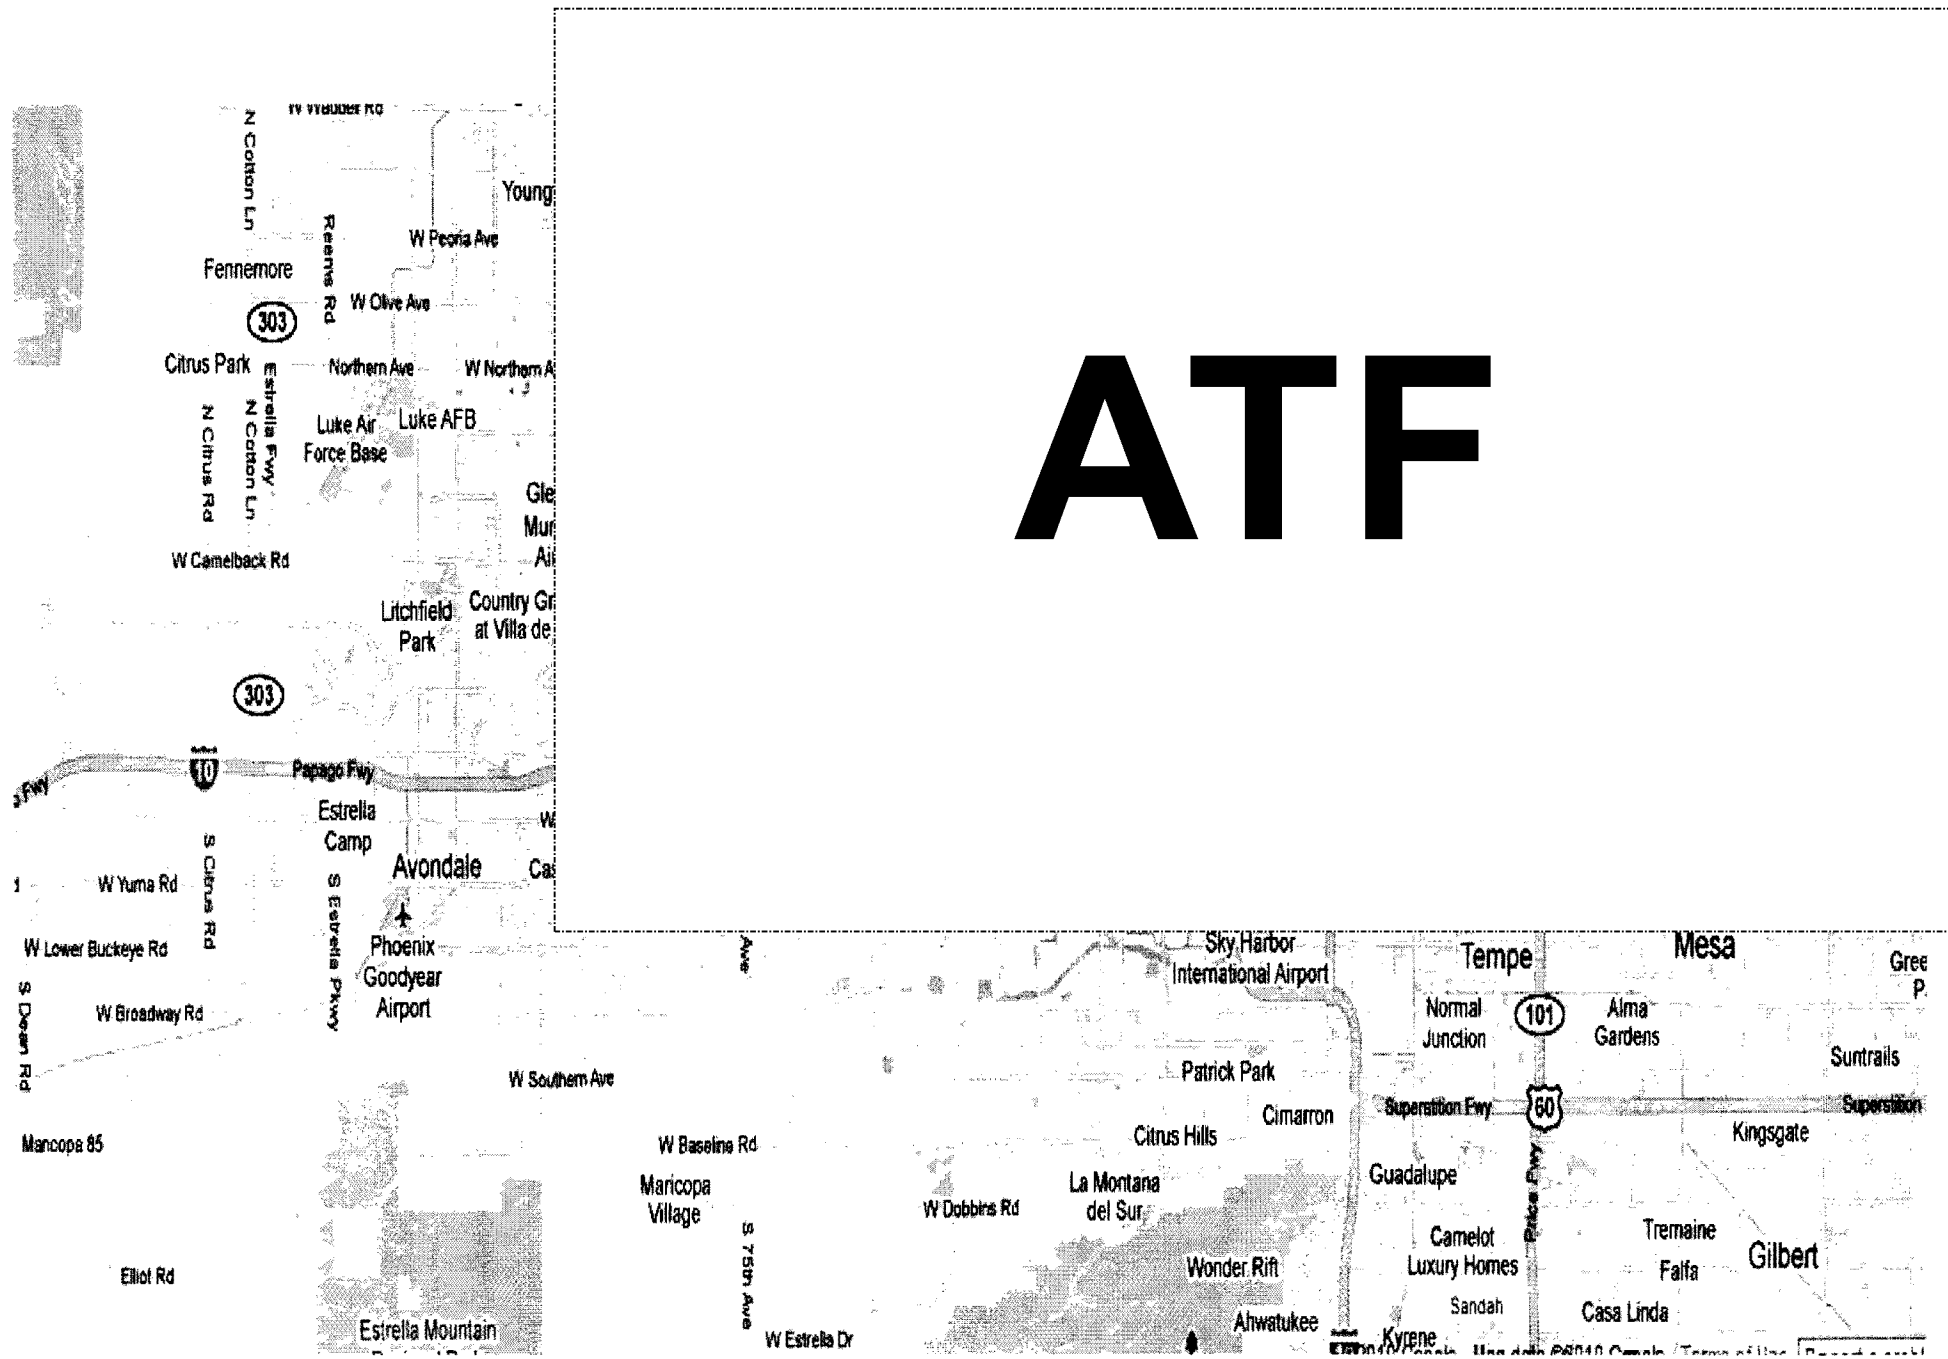 N Cotton Ln
Young
Reems Rd
W Peoria Ave
Fennemore
W Olive Ave
303
Citrus Park
Northern Ave
W Northern A
ATF
Estrella Fwy
N Citrus Rd
N Cotton Ln
Luke Air
Force Base
Luke AFB
Gle
Mun
Air
W Camelback Rd
Litchfield
Park
Country Gr
at Villa de
303
10
Papago Fwy
Fwy
Estrella
Camp
W
S Citrus Rd
Avondale
Cas
W Yuma Rd
S Estrella Pkwy
W Lower Buckeye Rd
Phoenix
Goodyear
Airport
Ave
Sky Harbor
International Airport
Tempe
Mesa
Gree
P
S Dean Rd
W Broadway Rd
Normal
Junction
101
Alma
Gardens
Suntrails
W Southern Ave
Patrick Park
Cimarron
Superstition Fwy
60
Superstition
Maricopa 85
W Baseline Rd
Citrus Hills
Kingsgate
Price Fwy
Guadalupe
Maricopa
Village
W Dobbins Rd
La Montana
del Sur
S 75th Ave
Camelot
Luxury Homes
Tremaine
Gilbert
Elliot Rd
Wonder Rift
Falfa
Sandah
Casa Linda
Estrella Mountain
W Estrella Dr
Ahwatukee
Kyrene